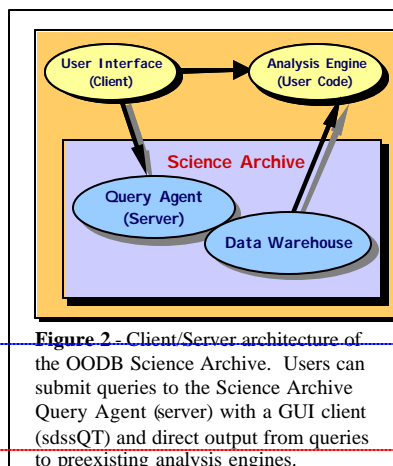 User Interface
(Client)
Analysis Engine
(User Code)
Science Archive
Query Agent
(Server)
Data Warehouse
Figure 2 - Client/Server architecture of
the OODB Science Archive. Users can
submit queries to the Science Archive
Query Agent (server) with a GUI client
(sdssQT) and direct output from queries
to preexisting analysis engines.